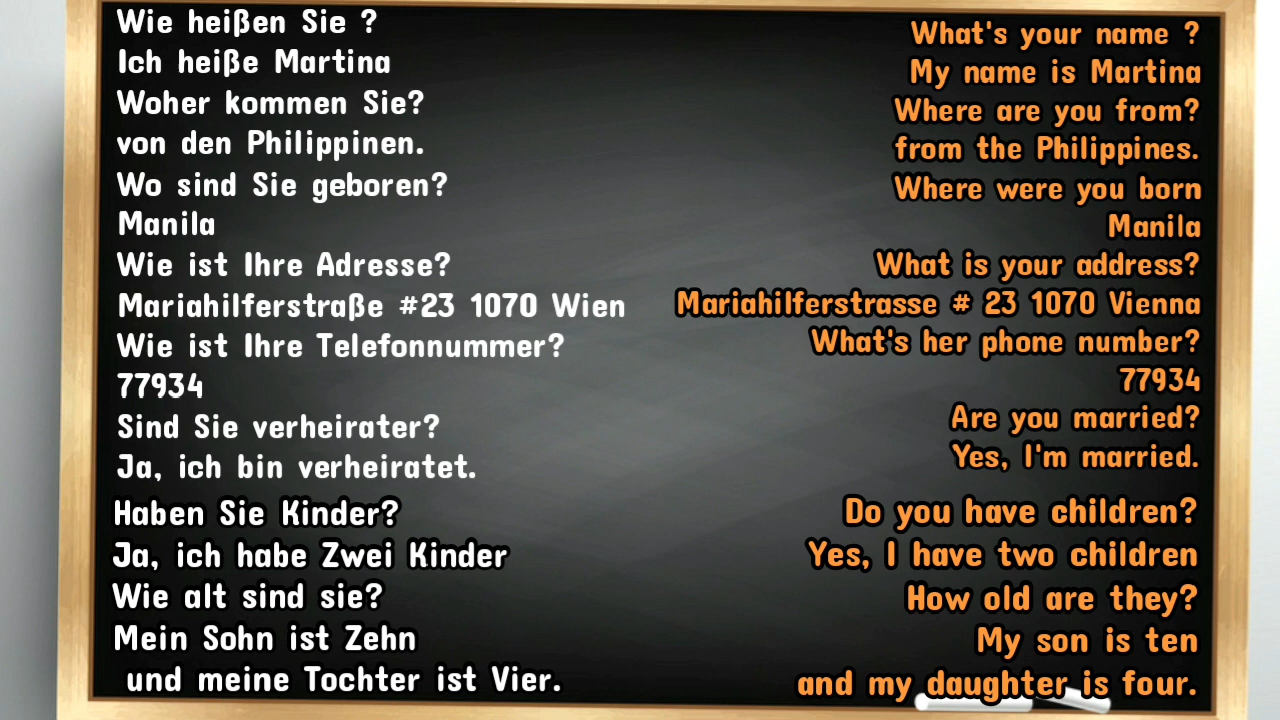 Wie heißen Sie ?
Ich heiße Martina
Woher kommen Sie?
von den Philippinen.
Wo sind Sie geboren?
Manila
Wie ist Ihre Adresse?
Mariahilferstraße #23 1070 Wien
Wie ist Ihre Telefonnummer?
77934
Sind Sie verheirater?
Ja, ich bin verheiratet.
Haben Sie Kinder?
Ja, ich habe Zwei Kinder
Wie alt sind sie?
Mein Sohn ist Zehn
und meine Tochter ist Vier.
What's your name ?
My name is Martina
Where are you from?
from the Philippines.
Where were you born
Manila
What is your address?
Mariahilferstrasse # 23 1070 Vienna
What's her phone number?
77934
Are you married?
Yes, I'm married.
Do you have children?
Yes, I have two children
How old are they?
My son is ten
and my daughter is four.